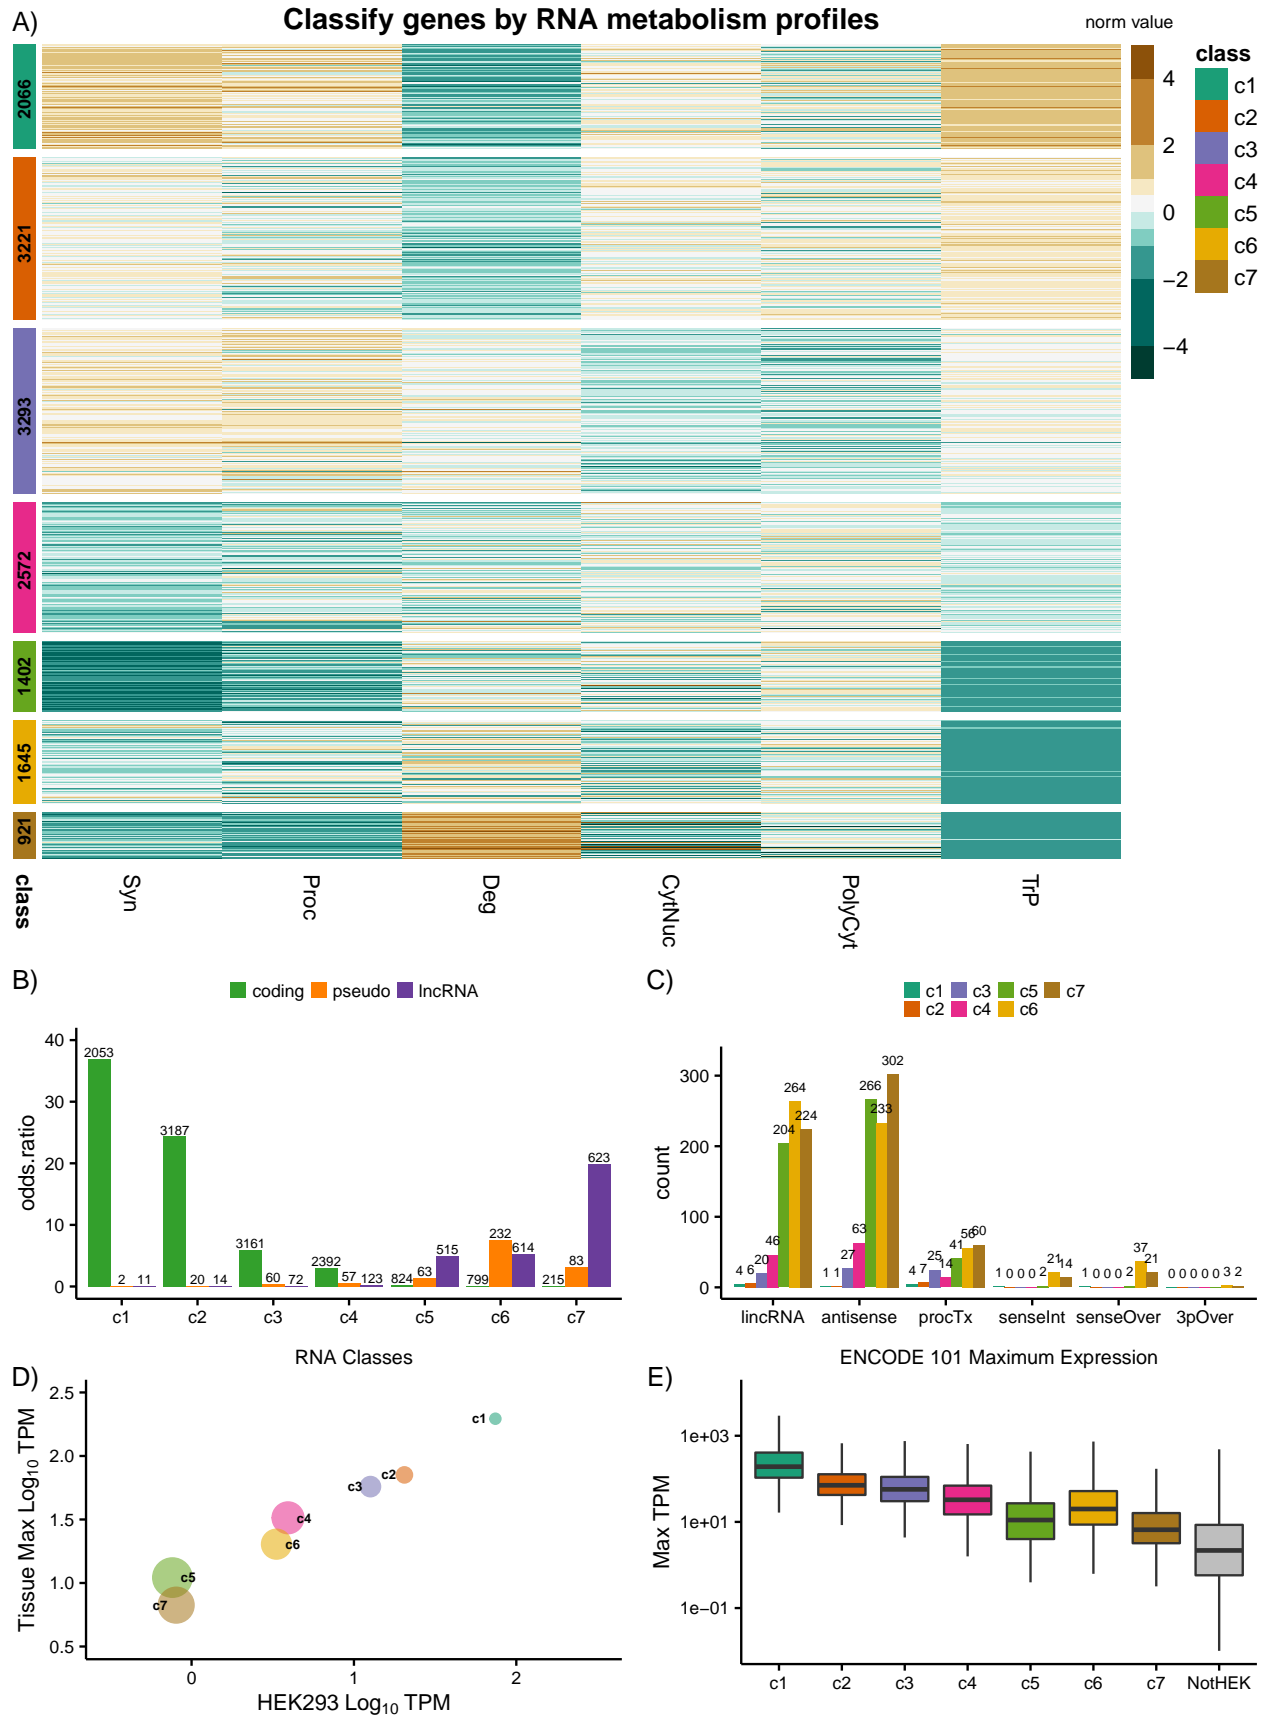 A)
Classify genes by RNA metabolism profiles
norm value
class
4
2
0
−2
−4
c1
c2
c3
c4
c5
c6
c7
2066
3221
3293
2572
1402
1645
921
class
Syn
Proc
Deg
CytNuc
PolyCyt
TrP
B)
coding pseudo lncRNA
odds.ratio
40
30
20
10
0
2053 2 11
3187 20 14
3161 60 72
2392 57 123
824 63 515
799 232 614
215 83 623
c1 c2 c3 c4 c5 c6 c7
C)
c1 c3 c5 c7
c2 c4 c6
count
300
200
100
0
4 6 20 46 204 264 224
1 1 27 63 266 233 302
4 7 25 14 41 56 60
1 0 0 0 2 21 14
1 0 0 0 2 37 21
0 0 0 0 0 3 2
lincRNA antisense procTx senseInt senseOver 3pOver
D)
RNA Classes
Tissue Max Log10 TPM
2.5
2.0
1.5
1.0
0.5
c1
c2
c3
c4
c6
c5
c7
0 1 2
HEK293 Log10 TPM
E)
ENCODE 101 Maximum Expression
Max TPM
1e+03
1e+01
1e−01
c1 c2 c3 c4 c5 c6 c7 NotHEK